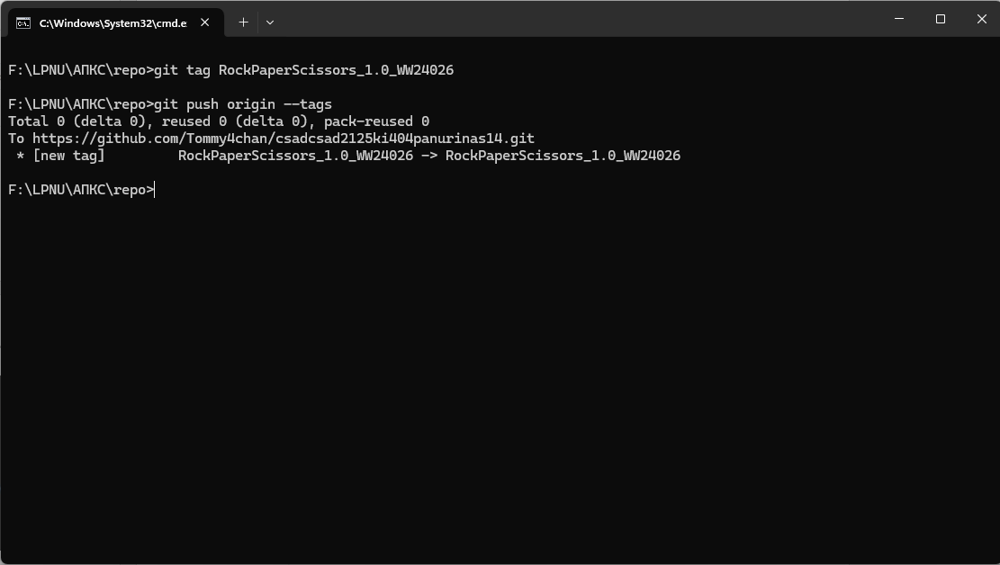 C:\Windows\System32\cmd.e
F:\LPNU\АПКС\repo>git tag RockPaperScissors_1.0_WW24026
F:\LPNU\АПКС\repo>git push origin --tags
Total 0 (delta 0), reused 0 (delta 0), pack-reused 0
To https://github.com/Tommy4chan/csadcsad2125ki404panurinas14.git
 * [new tag]         RockPaperScissors_1.0_WW24026 -> RockPaperScissors_1.0_WW24026
F:\LPNU\АПКС\repo>